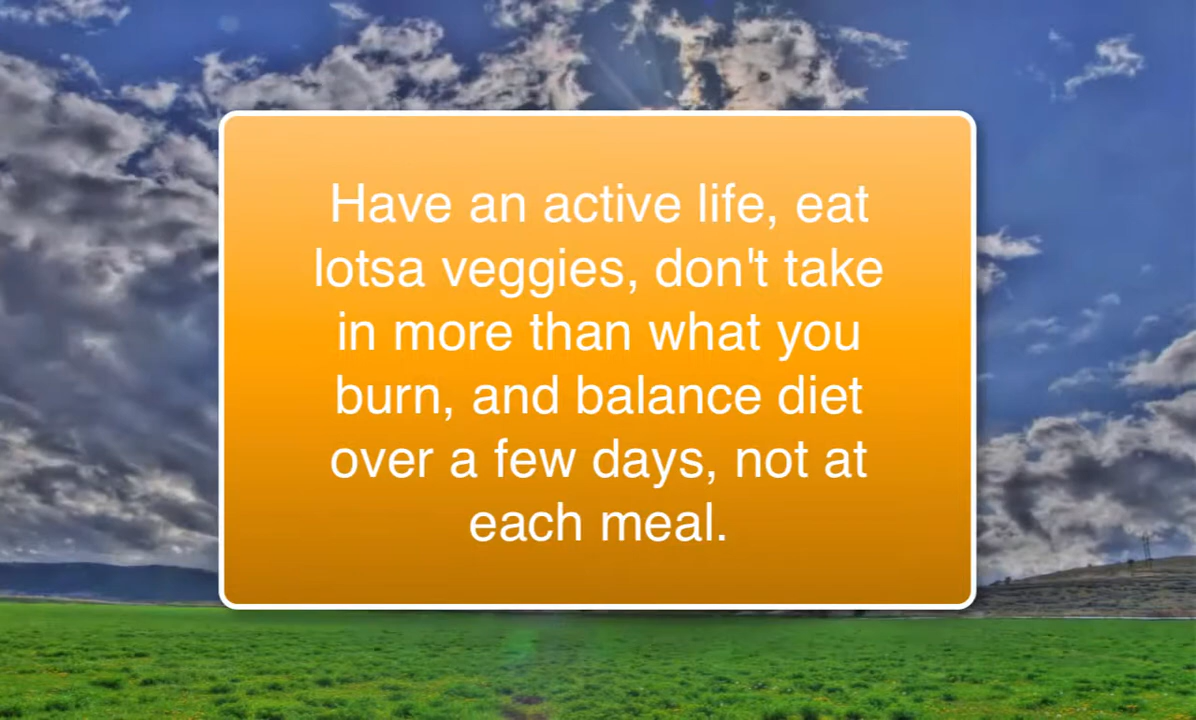 Have an active life, eat
lotsa veggies, don't take
in more than what you
burn, and balance diet
over a few days, not at
each meal.